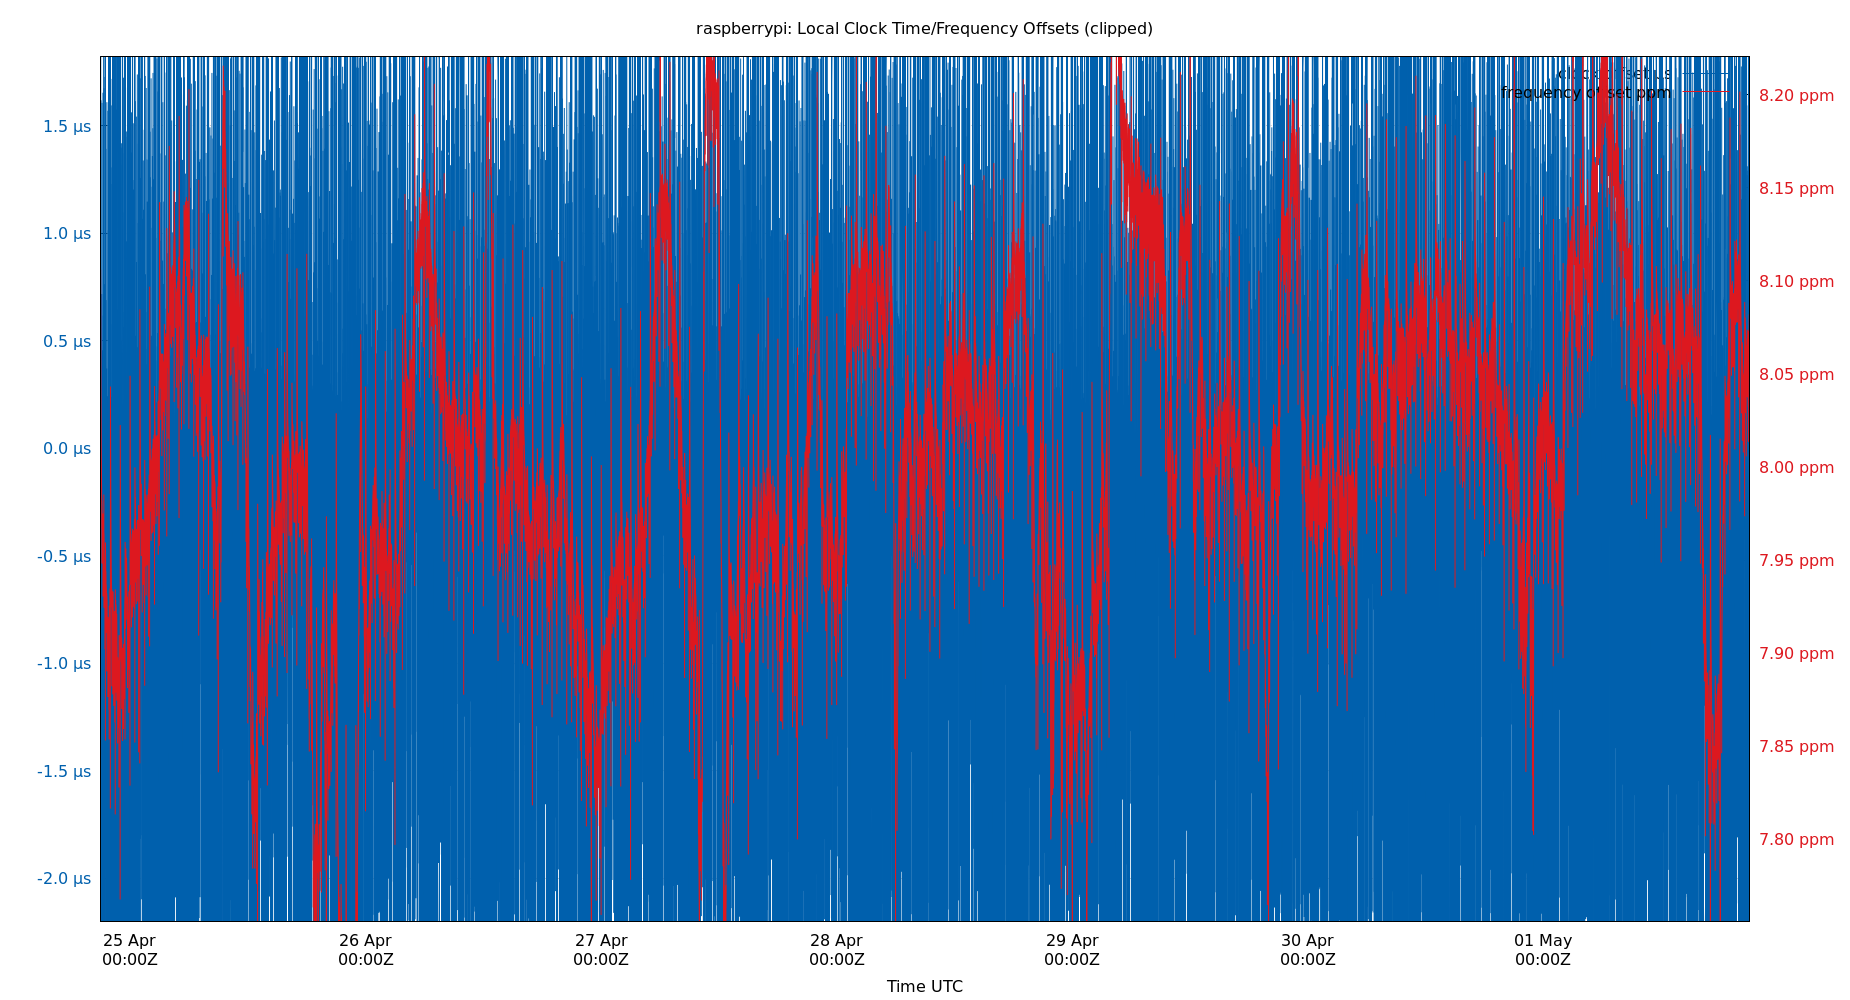 raspberrypi: Local Clock Time/Frequency Offsets (clipped)
clock offset µs
frequency offset ppm
1.5 µs
1.0 µs
0.5 µs
0.0 µs
-0.5 µs
-1.0 µs
-1.5 µs
-2.0 µs
8.20 ppm
8.15 ppm
8.10 ppm
8.05 ppm
8.00 ppm
7.95 ppm
7.90 ppm
7.85 ppm
7.80 ppm
25 Apr 26 Apr 27 Apr 28 Apr 29 Apr 30 Apr 01 May
00:00Z 00:00Z 00:00Z 00:00Z 00:00Z 00:00Z 00:00Z
Time UTC